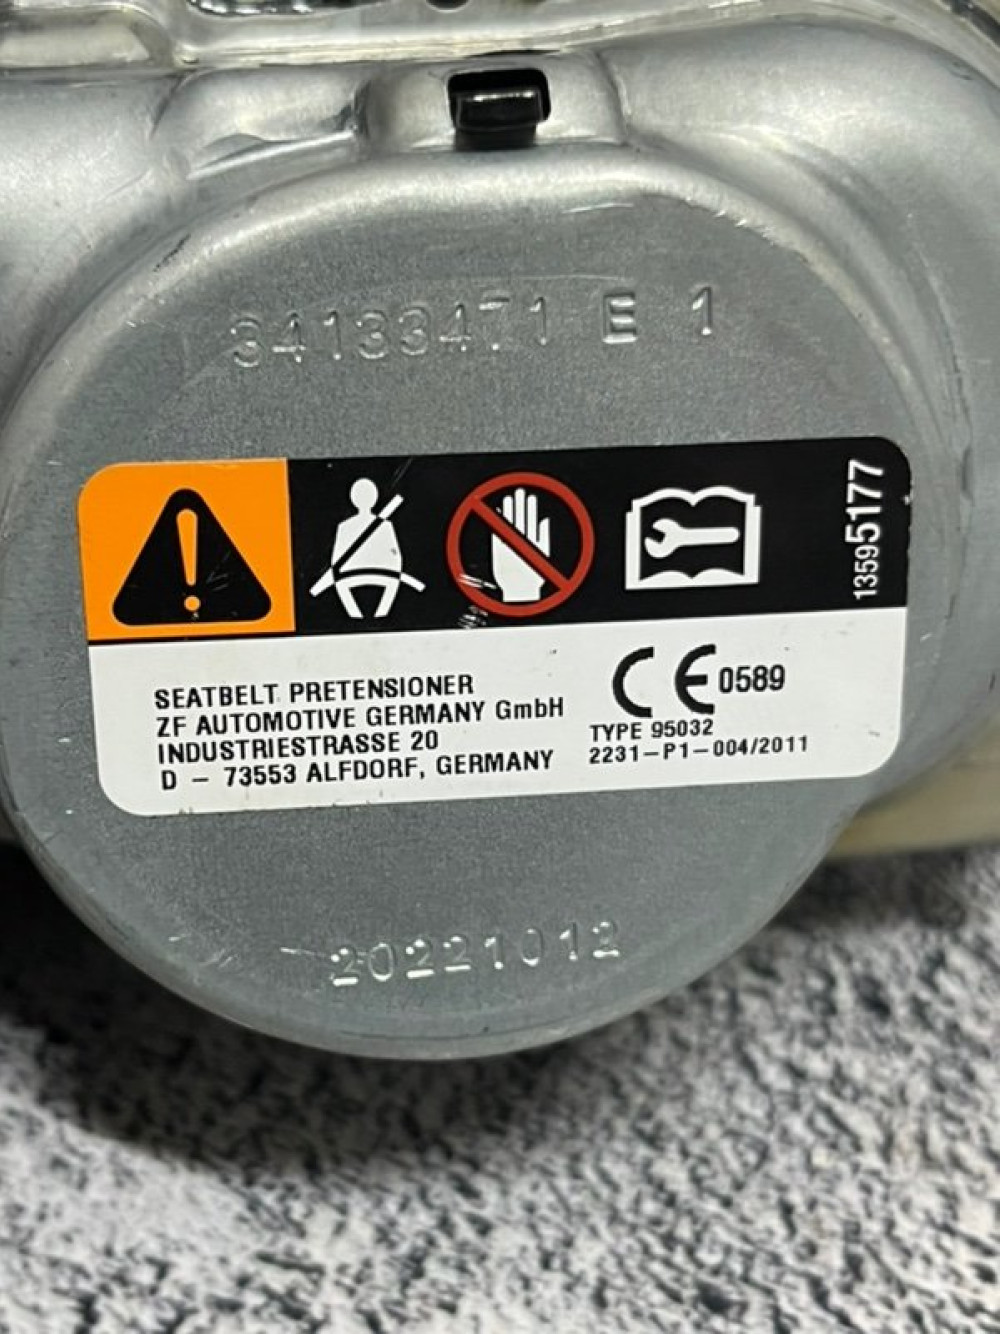 34133471 E 1
13595177
SEATBELT PRETENSIONER
ZF AUTOMOTIVE GERMANY GmbH
INDUSTRIESTRASSE 20
D - 73553 ALFDORF, GERMANY
CE 0589
TYPE 95032
2231-P1-004/2011
20221012